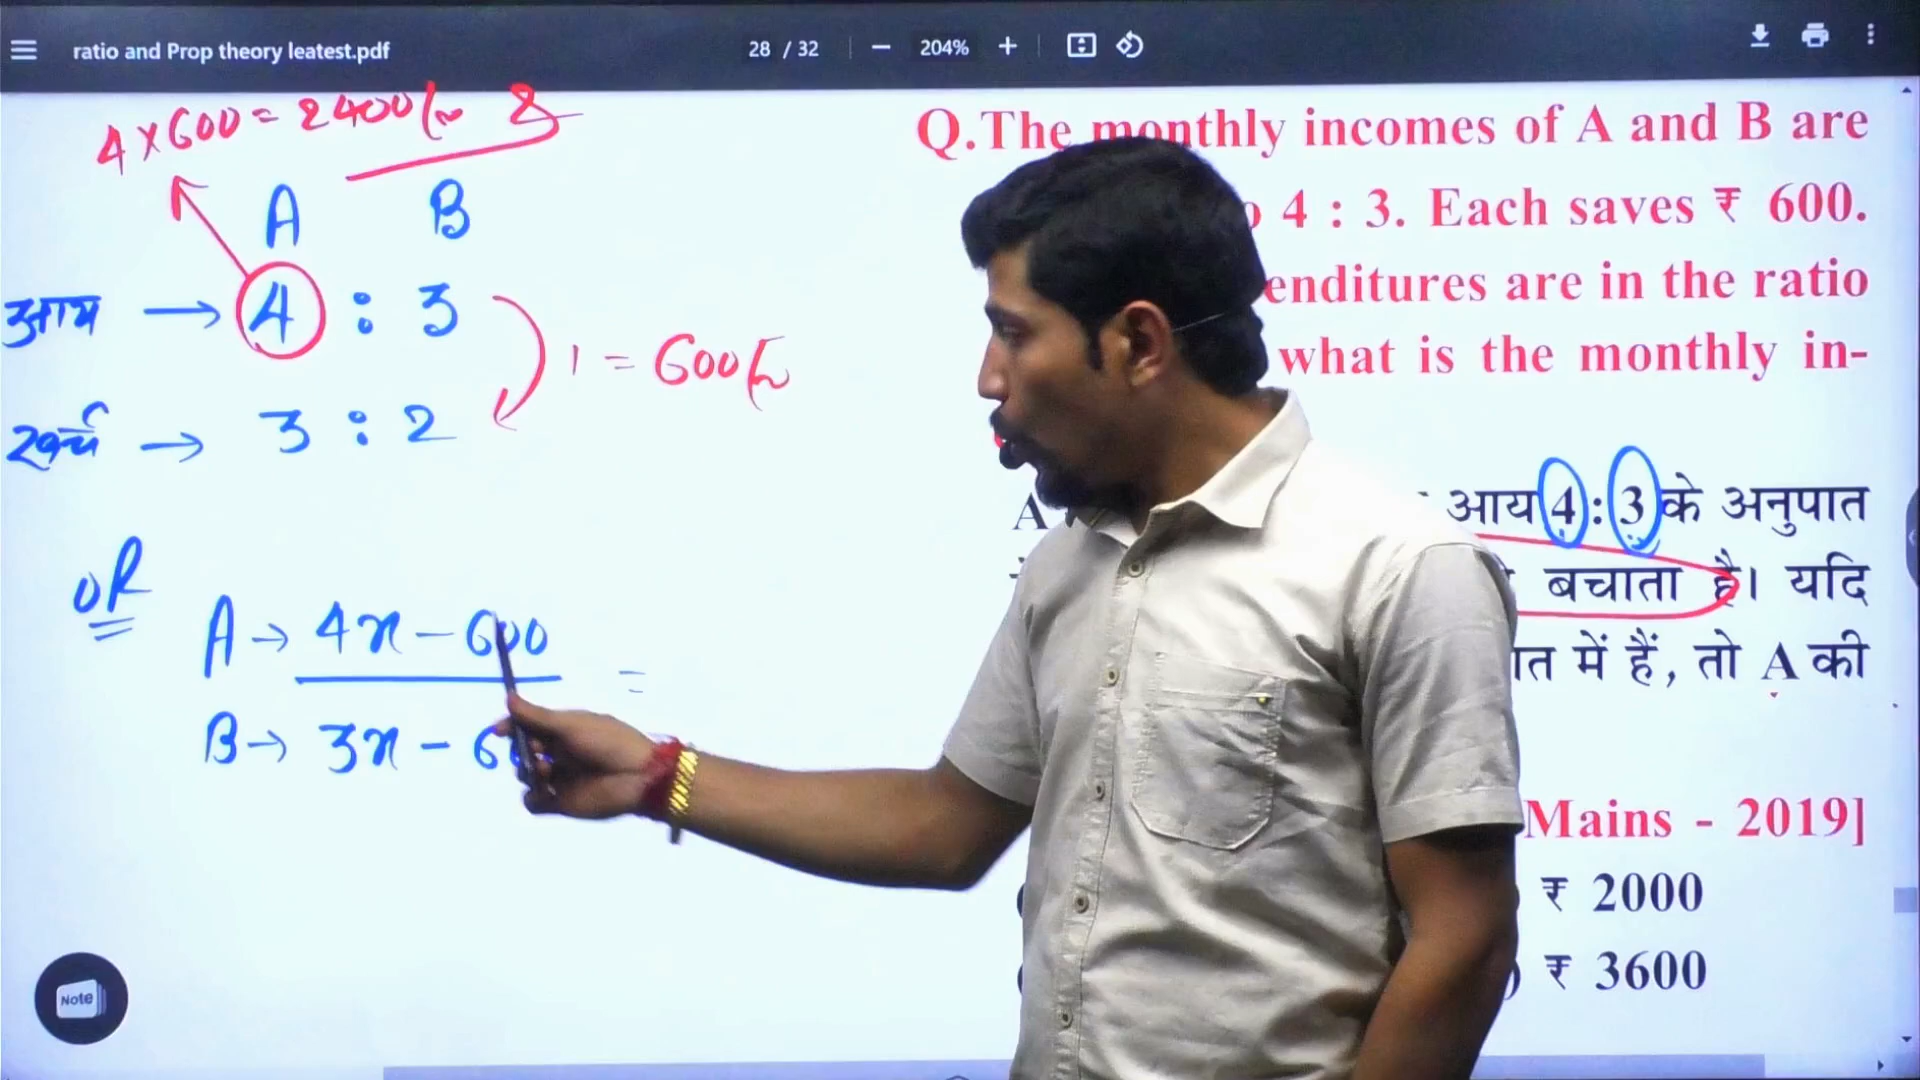 ratio and Prop theory leatest.pdf
28 / 32
204%
4 × 600 = 2400
A B
आय → 4 : 3
1 = 600
खर्च → 3 : 2
OR
A → 4x - 600
=
B → 3x - 6
Q.The monthly incomes of A and B are
4 : 3. Each saves ₹ 600.
enditures are in the ratio
what is the monthly in-
A
आय 4 : 3 के अनुपात
बचाता है। यदि
में हैं, तो A की
Mains - 2019]
₹ 2000
) ₹ 3600
Note